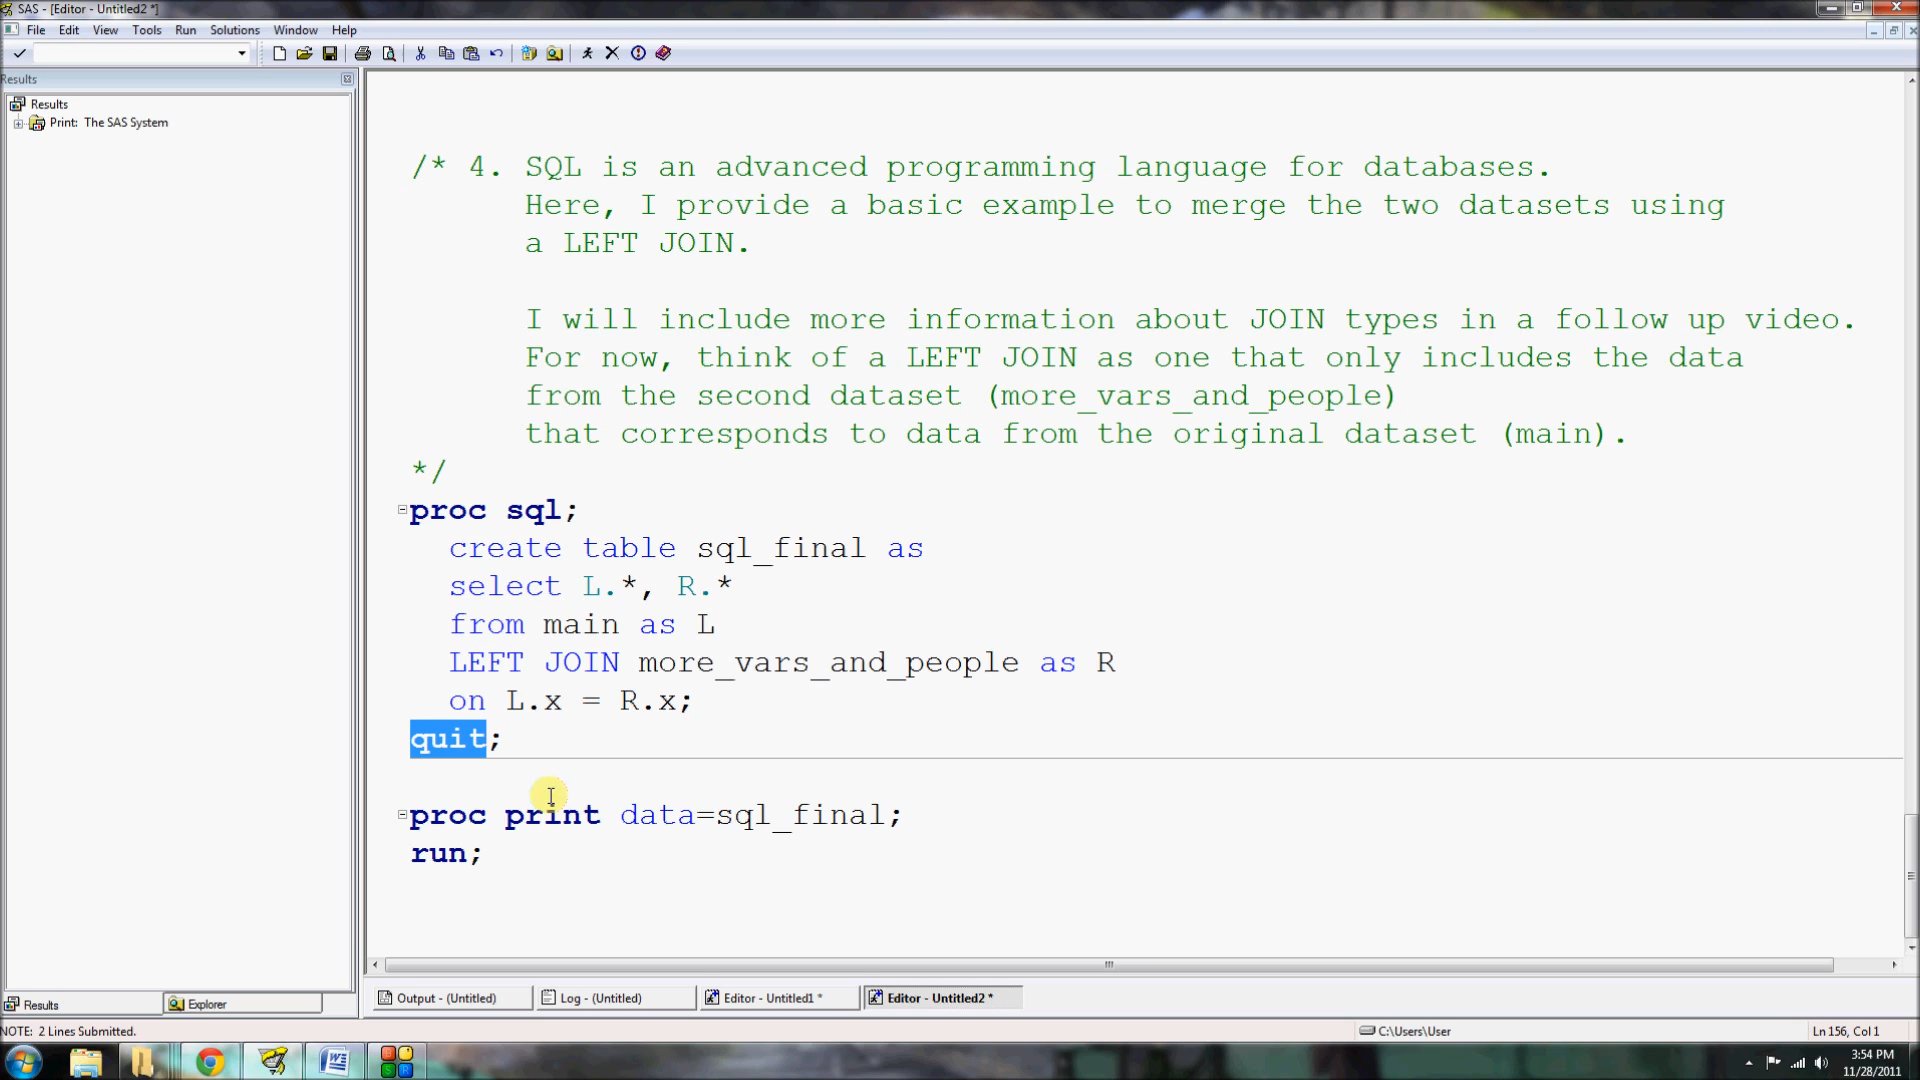 SAS - [Editor - Untitled2 *]
File Edit View Tools Run Solutions Window Help
Results
Results
Print: The SAS System
/* 4. SQL is an advanced programming language for databases.
Here, I provide a basic example to merge the two datasets using
a LEFT JOIN.
I will include more information about JOIN types in a follow up video.
For now, think of a LEFT JOIN as one that only includes the data
from the second dataset (more_vars_and_people)
that corresponds to data from the original dataset (main).
*/
proc sql;
create table sql_final as
select L.*, R.*
from main as L
LEFT JOIN more_vars_and_people as R
on L.x = R.x;
quit;
proc print data=sql_final;
run;
Results Explorer
Output - (Untitled) Log - (Untitled) Editor - Untitled1 * Editor - Untitled2 *
NOTE: 2 Lines Submitted. C:\Users\User Ln 156, Col 1
3:54 PM
11/28/2011